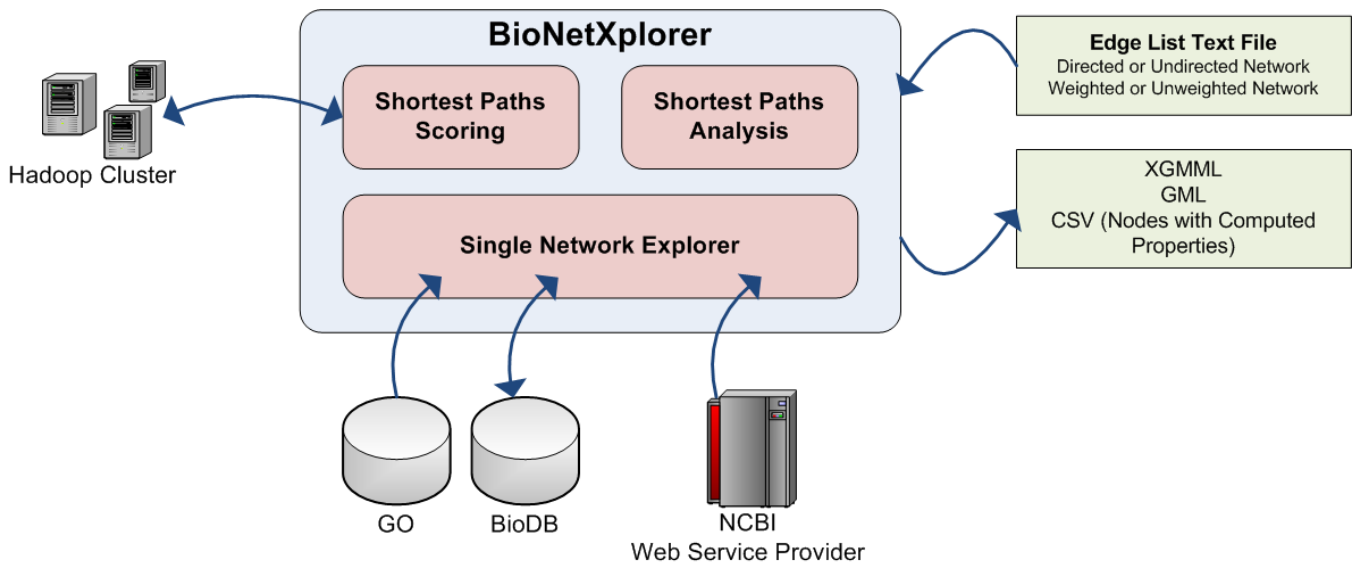 BioNetXplorer
Shortest Paths
Scoring
Shortest Paths
Analysis
Single Network Explorer
Hadoop Cluster
Edge List Text File
Directed or Undirected Network
Weighted or Unweighted Network
XGMML
GML
CSV (Nodes with Computed
Properties)
GO
BioDB
NCBI
Web Service Provider